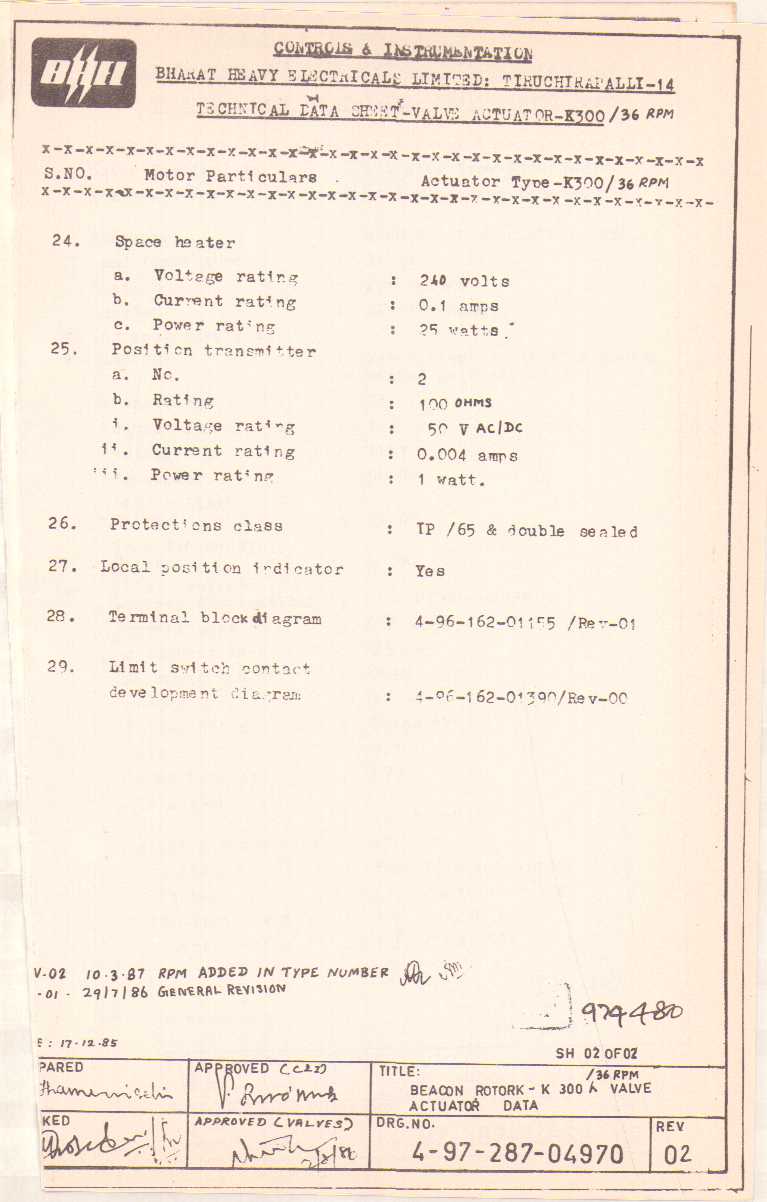 BHEL
CONTROLS & INSTRUMENTATION
BHARAT HEAVY ELECTRICALS LIMITED: TIRUCHIRAPALLI-14
TECHNICAL DATA SHEET-VALVE ACTUATOR-K300/36 RPM
X-X-X-X-X-X-X-X-X-X-X-X-X-X-X-X-X-X-X-X-X-X-X-X-X-X-X-X-X-X-X-X-X
S.NO. Motor Particulars Actuator Type-K300/36 RPM
X-X-X-X-X-X-X-X-X-X-X-X-X-X-X-X-X-X-X-X-X-X-X-X-X-X-X-X-X-X-X-X-X-
24. Space heater
a. Voltage rating : 240 volts
b. Current rating : 0.1 amps
c. Power rating : 25 watts.
25. Position transmitter
a. No. : 2
b. Rating : 100 OHMS
i. Voltage rating : 50 V AC/DC
ii. Current rating : 0.004 amps
iii. Power rating : 1 watt.
26. Protections class : IP /65 & double sealed
27. Local position indicator : Yes
28. Terminal block diagram : 4-96-162-01155 /Rev-01
29. Limit switch contact
development diagram : 4-96-162-01390/Rev-00
V-02 10.3.87 RPM ADDED IN TYPE NUMBER
-01 - 29/7/86 GENERAL REVISION
974480
E : 17-12-85
SH 02 OF 02
PARED APPROVED (C&I) TITLE: /36 RPM
BEACON ROTORK - K 300 VALVE
ACTUATOR DATA
KED APPROVED (VALVES) DRG.NO. REV
4-97-287-04970 02